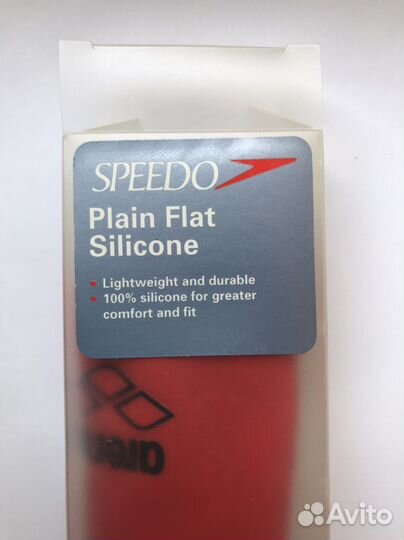 SPEEDO
Plain Flat
Silicone
• Lightweight and durable
• 100% silicone for greater
comfort and fit
Avito